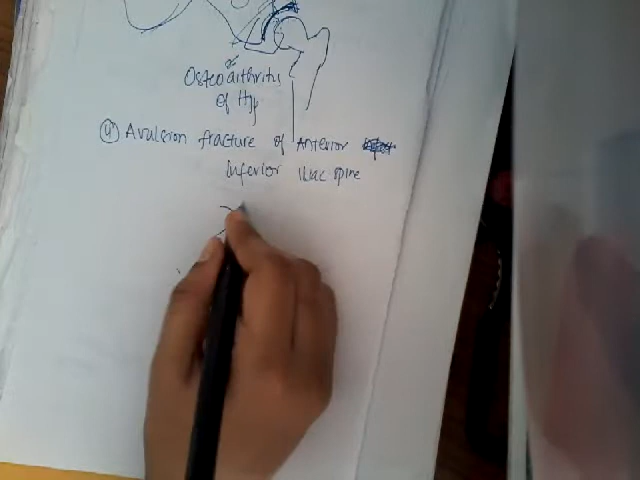 Osteoarthritis
of Hip
④ Avulsion fracture of Anterior
Inferior iliac spine